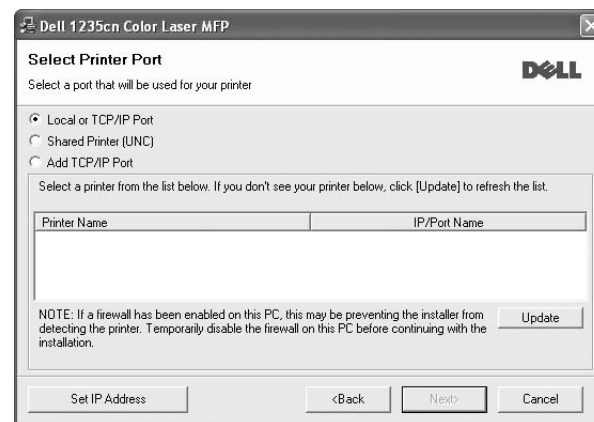 Dell 1235cn Color Laser MFP
Select Printer Port
Select a port that will be used for your printer
DELL
Local or TCP/IP Port
Shared Printer (UNC)
Add TCP/IP Port
Select a printer from the list below. If you don't see your printer below, click [Update] to refresh the list.
Printer Name IP/Port Name
NOTE: If a firewall has been enabled on this PC, this may be preventing the installer from
detecting the printer. Temporarily disable the firewall on this PC before continuing with the
installation.
Update
Set IP Address <Back Next> Cancel